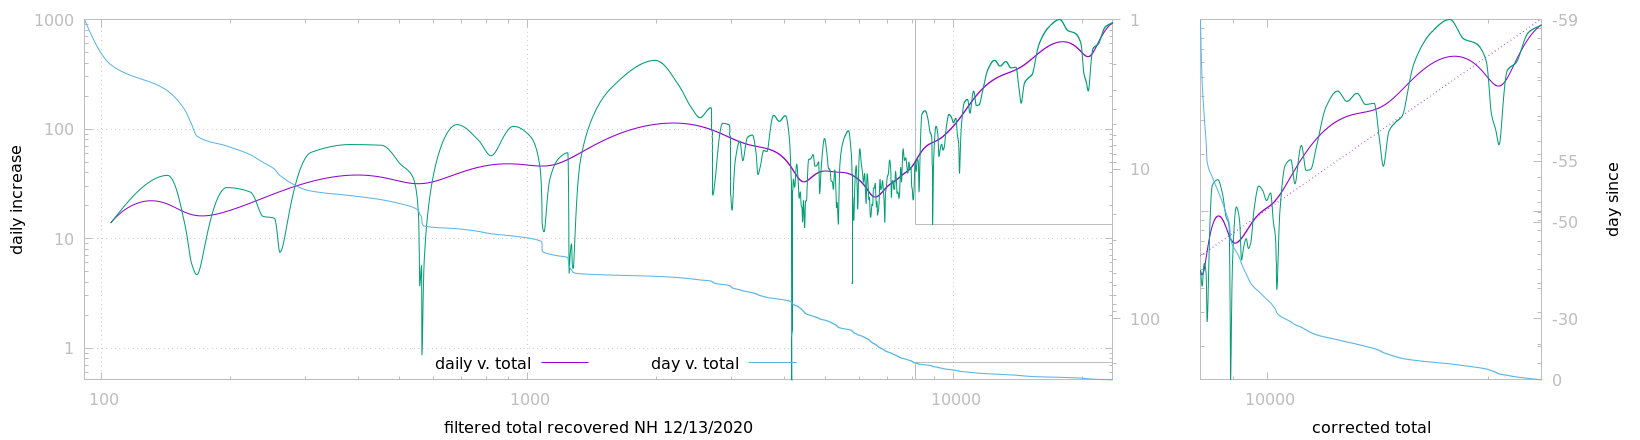 1000
100
10
1
daily increase
100
1000
10000
filtered total recovered NH 12/13/2020
daily v. total
day v. total
1
10
100
10000
corrected total
-59
-55
-50
-30
0
day since